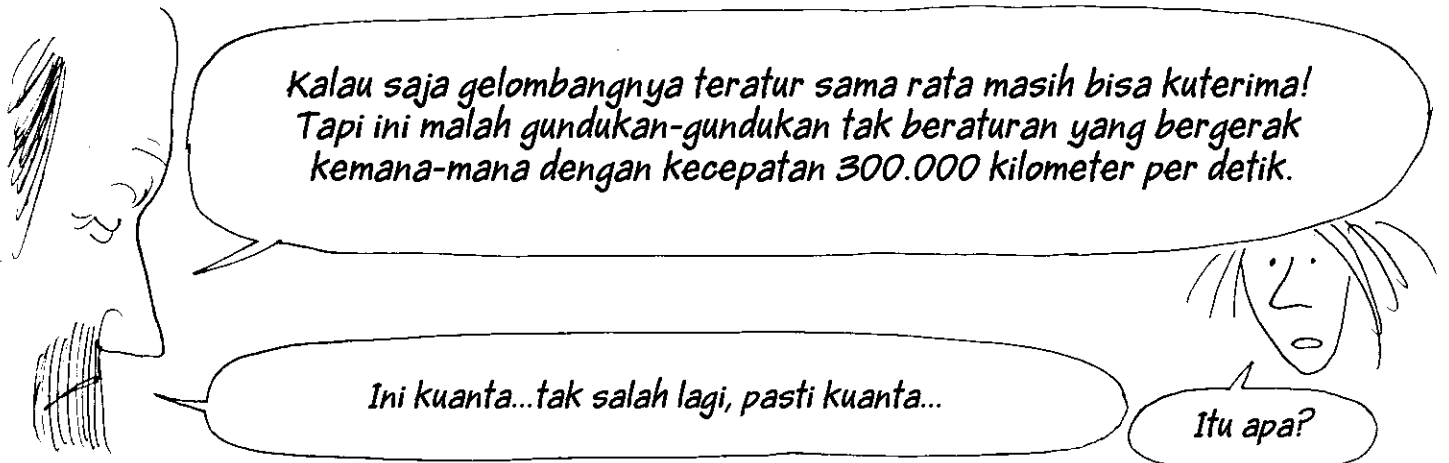 Kalau saja gelombangnya teratur sama rata masih bisa kuterima!
Tapi ini malah gundukan-gundukan tak beraturan yang bergerak
kemana-mana dengan kecepatan 300.000 kilometer per detik.
Ini kuanta...tak salah lagi, pasti kuanta...
Itu apa?